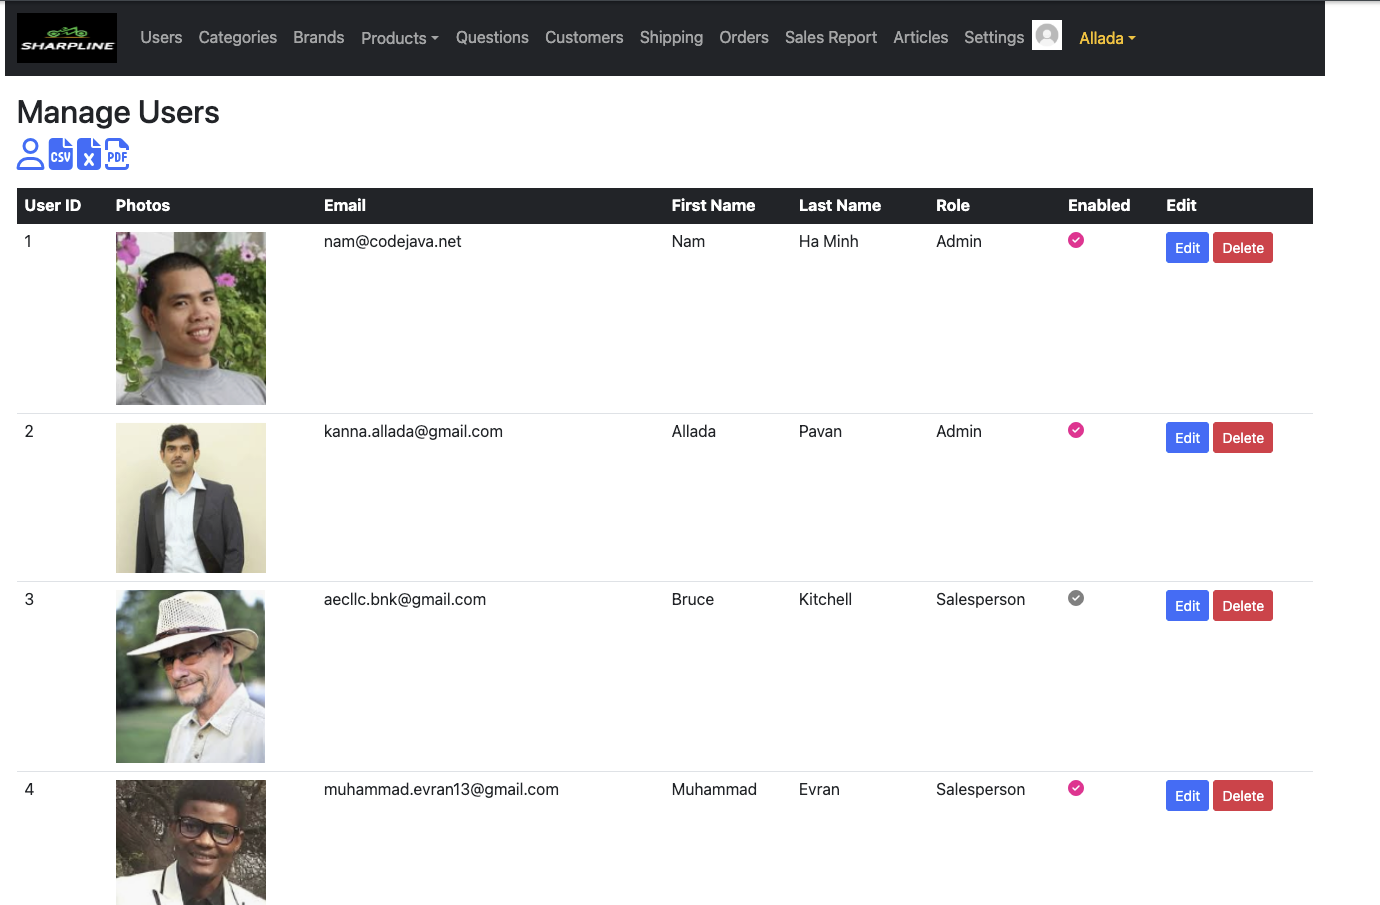 SHARPLINE Users Categories Brands Products Questions Customers Shipping Orders Sales Report Articles Settings Allada
Manage Users
CSV X PDF
User ID Photos Email First Name Last Name Role Enabled Edit
1 nam@codejava.net Nam Ha Minh Admin Edit Delete
2 kanna.allada@gmail.com Allada Pavan Admin Edit Delete
3 aecllc.bnk@gmail.com Bruce Kitchell Salesperson Edit Delete
4 muhammad.evran13@gmail.com Muhammad Evran Salesperson Edit Delete